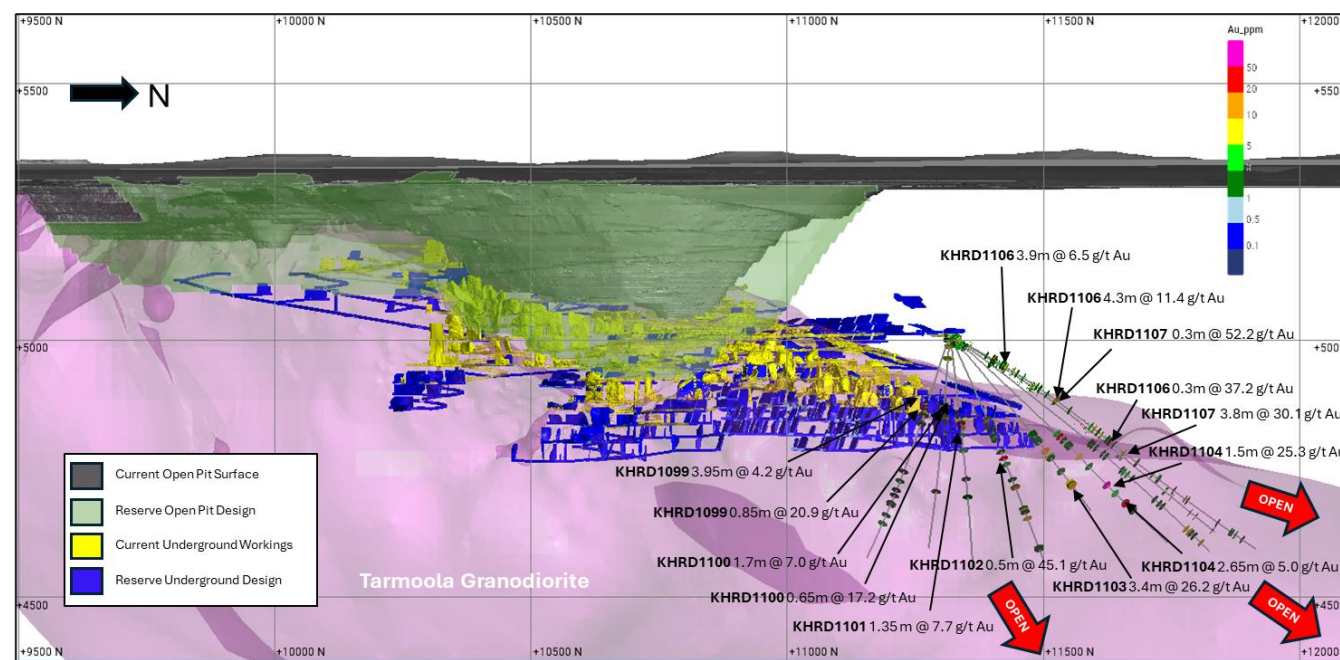 +9500 N
+10000 N
+10500 N
+11000 N
+11500 N
+12000
Au_ppm
50
20
10
5
1
0.5
0.1
+5500
N
+550
KHRD1106 3.9m @ 6.5 g/t Au
KHRD1106 4.3m @ 11.4 g/t Au
KHRD1107 0.3m @ 52.2 g/t Au
+5000
+500
KHRD1106 0.3m @ 37.2 g/t Au
KHRD1107 3.8m @ 30.1 g/t Au
KHRD1104 1.5m @ 25.3 g/t Au
KHRD1099 3.95m @ 4.2 g/t Au
Current Open Pit Surface
Reserve Open Pit Design
Current Underground Workings
Reserve Underground Design
OPEN
KHRD1099 0.85m @ 20.9 g/t Au
KHRD1100 1.7m @ 7.0 g/t Au
KHRD1102 0.5m @ 45.1 g/t Au
KHRD1104 2.65m @ 5.0 g/t Au
Tarmoola Granodiorite
KHRD1103 3.4m @ 26.2 g/t Au
KHRD1100 0.65m @ 17.2 g/t Au
+4500
+450
OPEN
OPEN
KHRD1101 1.35m @ 7.7 g/t Au
+9500 N
+10000 N
+10500 N
+11000 N
+11500 N
+12000